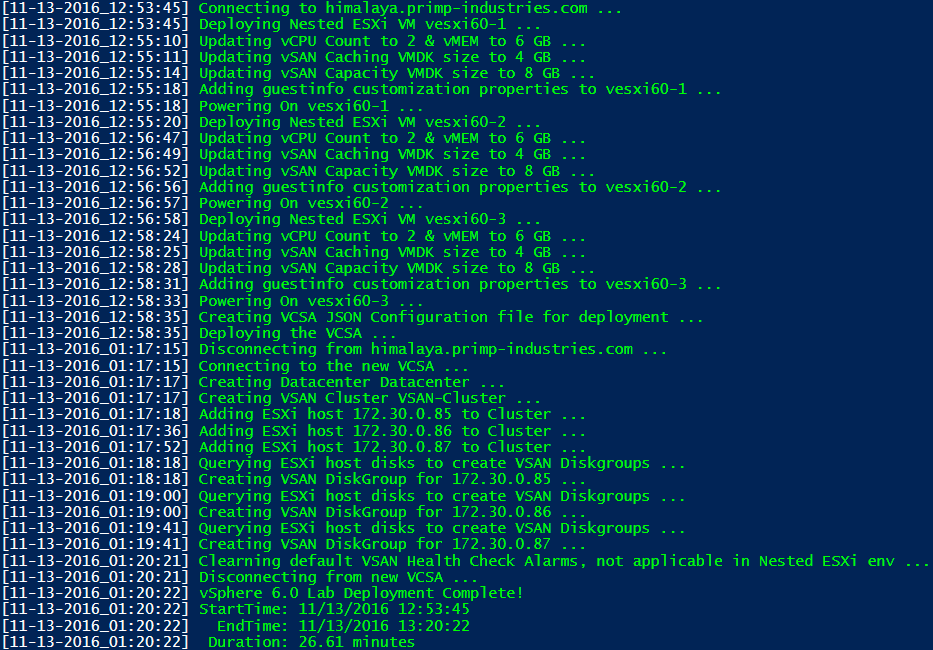 [11-13-2016_12:53:45] Connecting to himalaya.primp-industries.com ...
[11-13-2016_12:53:45] Deploying Nested ESXi VM vesxi60-1 ...
[11-13-2016_12:55:10] Updating vCPU Count to 2 & vMEM to 6 GB ...
[11-13-2016_12:55:11] Updating vSAN Caching VMDK size to 4 GB ...
[11-13-2016_12:55:14] Updating vSAN Capacity VMDK size to 8 GB ...
[11-13-2016_12:55:18] Adding guestinfo customization properties to vesxi60-1 ...
[11-13-2016_12:55:18] Powering On vesxi60-1 ...
[11-13-2016_12:55:20] Deploying Nested ESXi VM vesxi60-2 ...
[11-13-2016_12:56:47] Updating vCPU Count to 2 & vMEM to 6 GB ...
[11-13-2016_12:56:49] Updating vSAN Caching VMDK size to 4 GB ...
[11-13-2016_12:56:52] Updating vSAN Capacity VMDK size to 8 GB ...
[11-13-2016_12:56:56] Adding guestinfo customization properties to vesxi60-2 ...
[11-13-2016_12:56:57] Powering On vesxi60-2 ...
[11-13-2016_12:56:58] Deploying Nested ESXi VM vesxi60-3 ...
[11-13-2016_12:58:24] Updating vCPU Count to 2 & vMEM to 6 GB ...
[11-13-2016_12:58:25] Updating vSAN Caching VMDK size to 4 GB ...
[11-13-2016_12:58:28] Updating vSAN Capacity VMDK size to 8 GB ...
[11-13-2016_12:58:31] Adding guestinfo customization properties to vesxi60-3 ...
[11-13-2016_12:58:33] Powering On vesxi60-3 ...
[11-13-2016_12:58:35] Creating VCSA JSON Configuration file for deployment ...
[11-13-2016_12:58:35] Deploying the VCSA ...
[11-13-2016_01:17:15] Disconnecting from himalaya.primp-industries.com ...
[11-13-2016_01:17:15] Connecting to the new VCSA ...
[11-13-2016_01:17:17] Creating Datacenter Datacenter ...
[11-13-2016_01:17:17] Creating VSAN Cluster VSAN-Cluster ...
[11-13-2016_01:17:18] Adding ESXi host 172.30.0.85 to Cluster ...
[11-13-2016_01:17:36] Adding ESXi host 172.30.0.86 to Cluster ...
[11-13-2016_01:17:52] Adding ESXi host 172.30.0.87 to Cluster ...
[11-13-2016_01:18:18] Querying ESXi host disks to create VSAN Diskgroups ...
[11-13-2016_01:18:18] Creating VSAN DiskGroup for 172.30.0.85 ...
[11-13-2016_01:19:00] Querying ESXi host disks to create VSAN Diskgroups ...
[11-13-2016_01:19:00] Creating VSAN DiskGroup for 172.30.0.86 ...
[11-13-2016_01:19:41] Querying ESXi host disks to create VSAN Diskgroups ...
[11-13-2016_01:19:41] Creating VSAN DiskGroup for 172.30.0.87 ...
[11-13-2016_01:20:21] Clearning default VSAN Health Check Alarms, not applicable in Nested ESXi env ...
[11-13-2016_01:20:21] Disconnecting from new VCSA ...
[11-13-2016_01:20:22] vSphere 6.0 Lab Deployment Complete!
[11-13-2016_01:20:22] StartTime: 11/13/2016 12:53:45
[11-13-2016_01:20:22]   EndTime: 11/13/2016 13:20:22
[11-13-2016_01:20:22]  Duration: 26.61 minutes